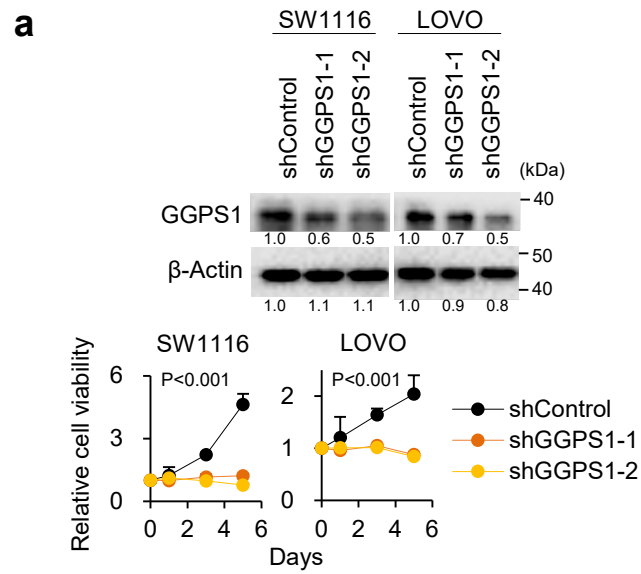 a
SW1116 LOVO
shControl shGGPS1-1 shGGPS1-2 shControl shGGPS1-1 shGGPS1-2 (kDa)
GGPS1 40
1.0 0.6 0.5 1.0 0.7 0.5
β-Actin 50
40
1.0 1.1 1.1 1.0 0.9 0.8
SW1116 LOVO
Relative cell viability
6 P<0.001 2 P<0.001
3 1
0 0
0 2 4 6 0 2 4 6
Days
shControl
shGGPS1-1
shGGPS1-2